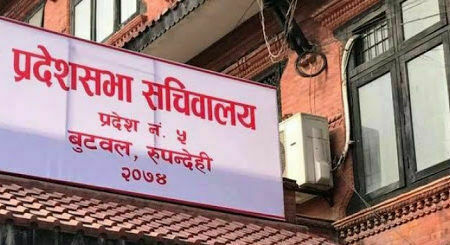 प्रदेशसभा सचिवालय
प्रदेश नं. ५
बुटवल, रुपन्देही
२०७४